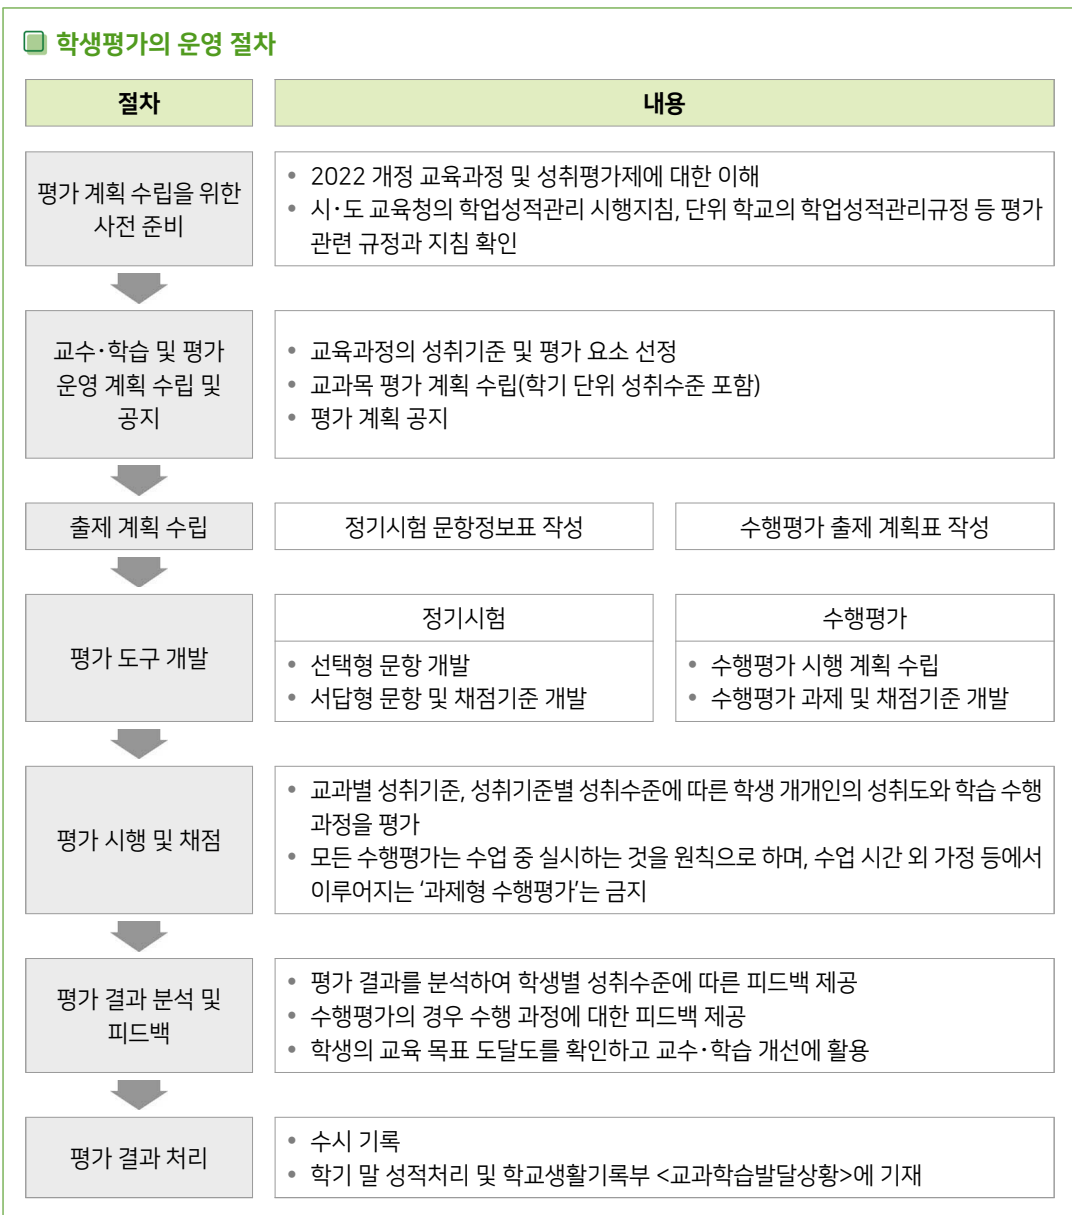 학생평가의 운영 절차
절차
내용
평가 계획 수립을 위한
사전 준비
• 2022 개정 교육과정 및 성취평가제에 대한 이해
• 시·도 교육청의 학업성적관리 시행지침, 단위 학교의 학업성적관리규정 등 평가
관련 규정과 지침 확인
교수·학습 및 평가
운영 계획 수립 및
공지
• 교육과정의 성취기준 및 평가 요소 선정
• 교과목 평가 계획 수립(학기 단위 성취수준 포함)
• 평가 계획 공지
출제 계획 수립
정기시험 문항정보표 작성
수행평가 출제 계획표 작성
평가 도구 개발
정기시험
• 선택형 문항 개발
• 서답형 문항 및 채점기준 개발
수행평가
• 수행평가 시행 계획 수립
• 수행평가 과제 및 채점기준 개발
평가 시행 및 채점
• 교과별 성취기준, 성취기준별 성취수준에 따른 학생 개개인의 성취도와 학습 수행
과정을 평가
• 모든 수행평가는 수업 중 실시하는 것을 원칙으로 하며, 수업 시간 외 가정 등에서
이루어지는 ‘과제형 수행평가’는 금지
평가 결과 분석 및
피드백
• 평가 결과를 분석하여 학생별 성취수준에 따른 피드백 제공
• 수행평가의 경우 수행 과정에 대한 피드백 제공
• 학생의 교육 목표 도달도를 확인하고 교수·학습 개선에 활용
평가 결과 처리
• 수시 기록
• 학기 말 성적처리 및 학교생활기록부 <교과학습발달상황>에 기재